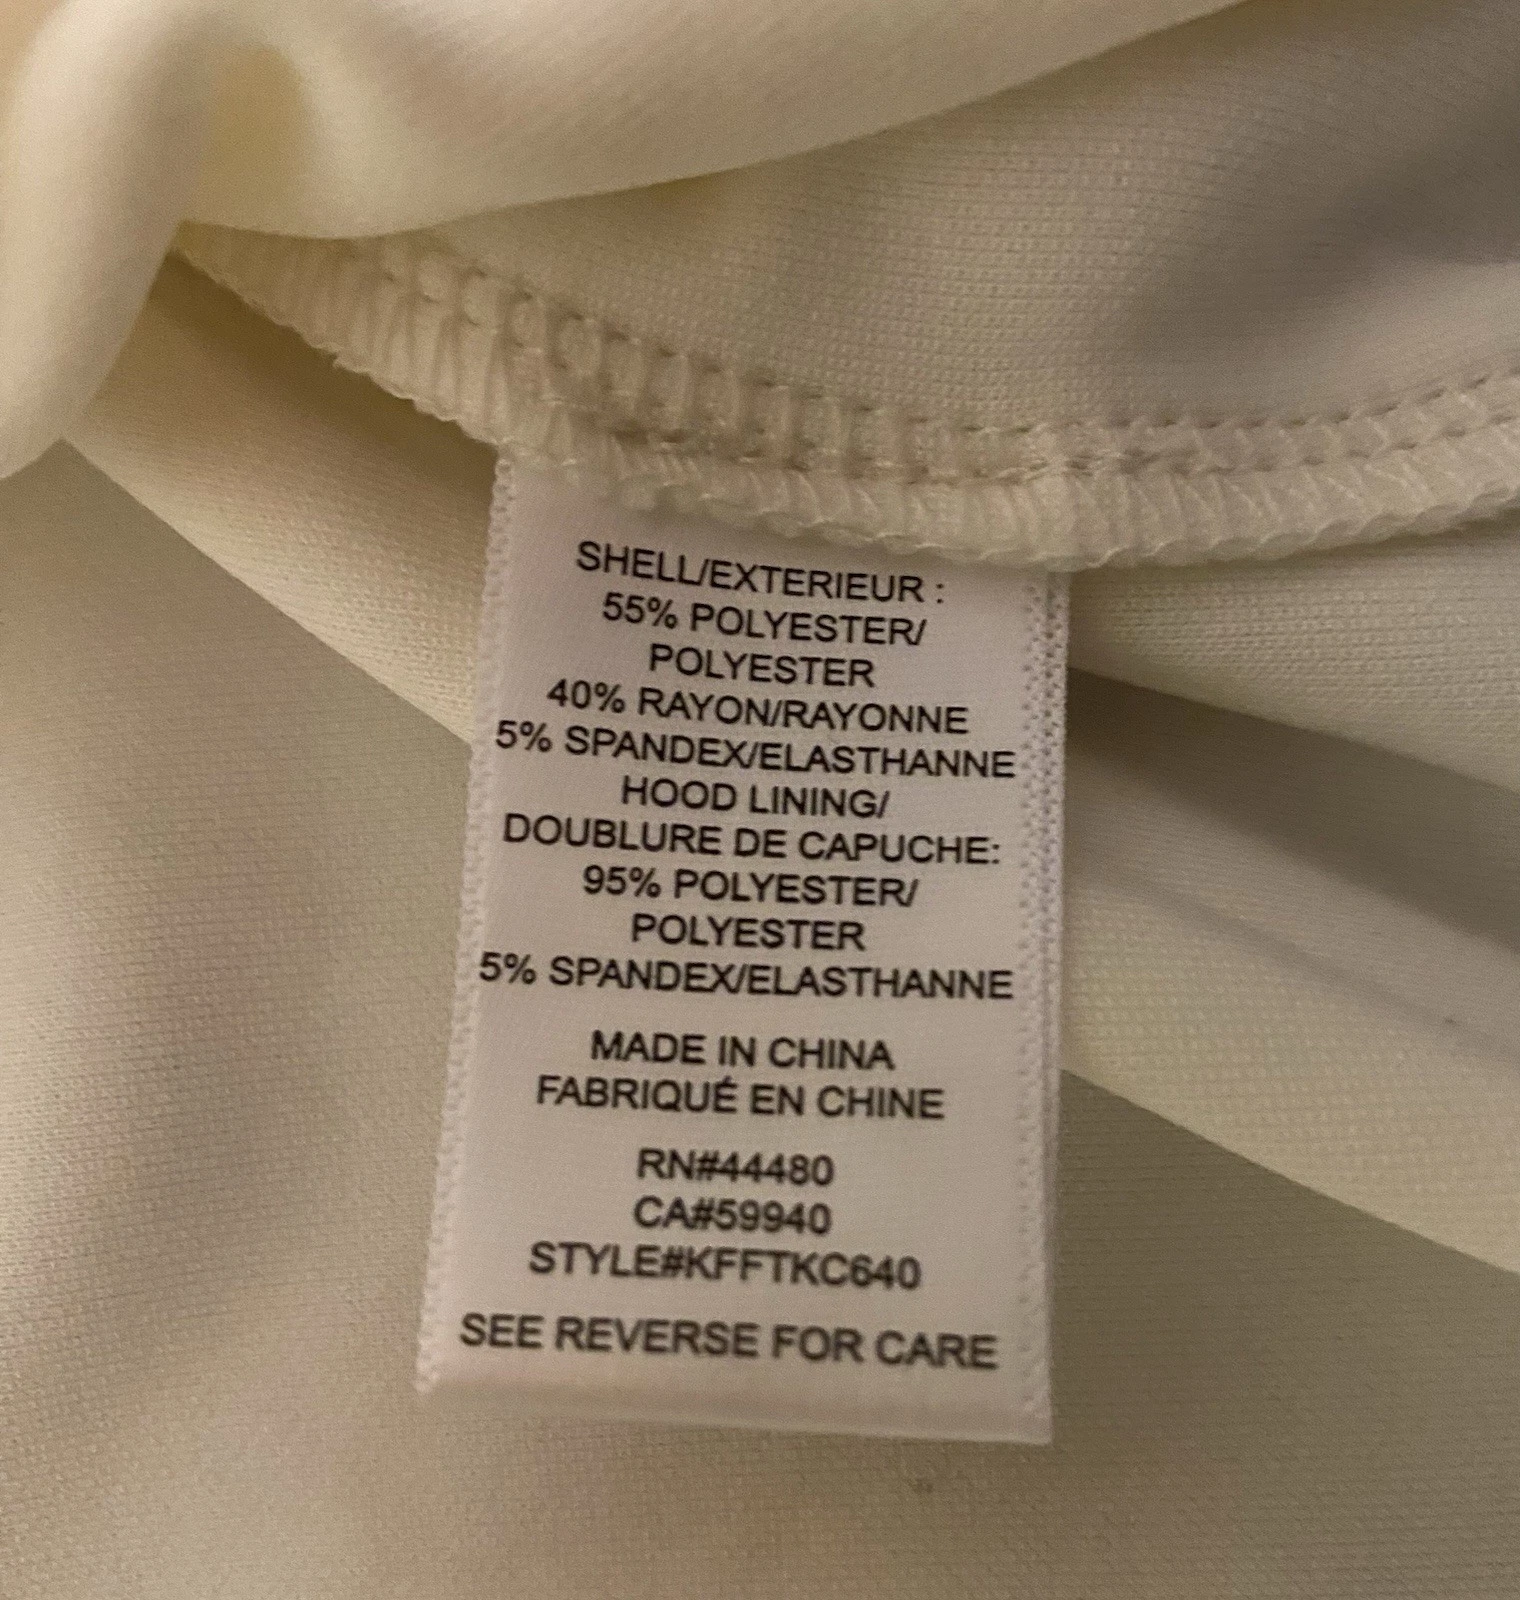 SHELL/EXTERIEUR :
55% POLYESTER/
POLYESTER
40% RAYON/RAYONNE
5% SPANDEX/ELASTHANNE
HOOD LINING/
DOUBLURE DE CAPUCHE:
95% POLYESTER/
POLYESTER
5% SPANDEX/ELASTHANNE
MADE IN CHINA
FABRIQUÉ EN CHINE
RN#44480
CA#59940
STYLE#KFFTKC640
SEE REVERSE FOR CARE